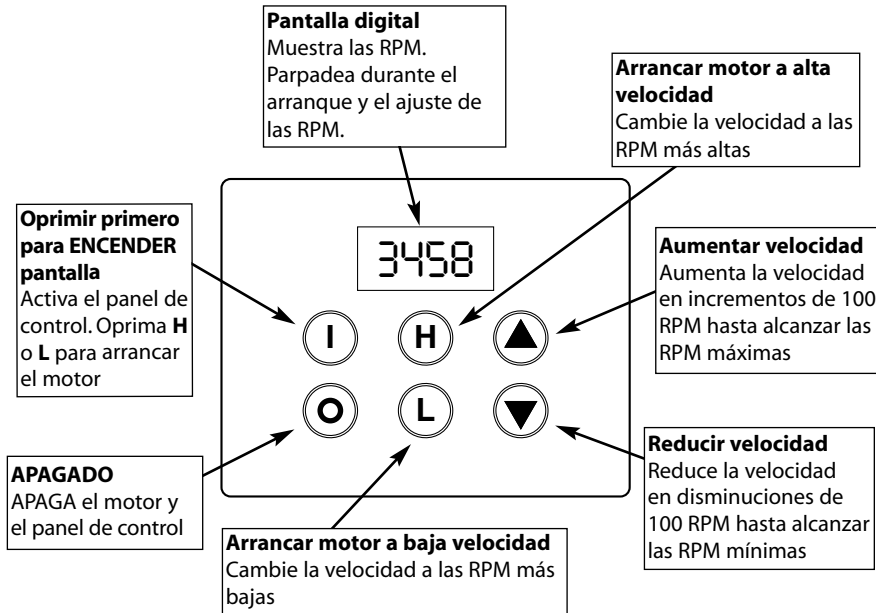 Pantalla digital
Muestra las RPM.
Parpadea durante el
arranque y el ajuste de
las RPM.
Arrancar motor a alta
velocidad
Cambie la velocidad a las
RPM más altas
Oprimir primero
para ENCENDER
pantalla
Activa el panel de
control. Oprima H
o L para arrancar
el motor
3458
Aumentar velocidad
Aumenta la velocidad
en incrementos de 100
RPM hasta alcanzar las
RPM máximas
I
H
O
L
APAGADO
APAGA el motor y
el panel de control
Arrancar motor a baja velocidad
Cambie la velocidad a las RPM más
bajas
Reducir velocidad
Reduce la velocidad
en disminuciones de
100 RPM hasta alcanzar
las RPM mínimas